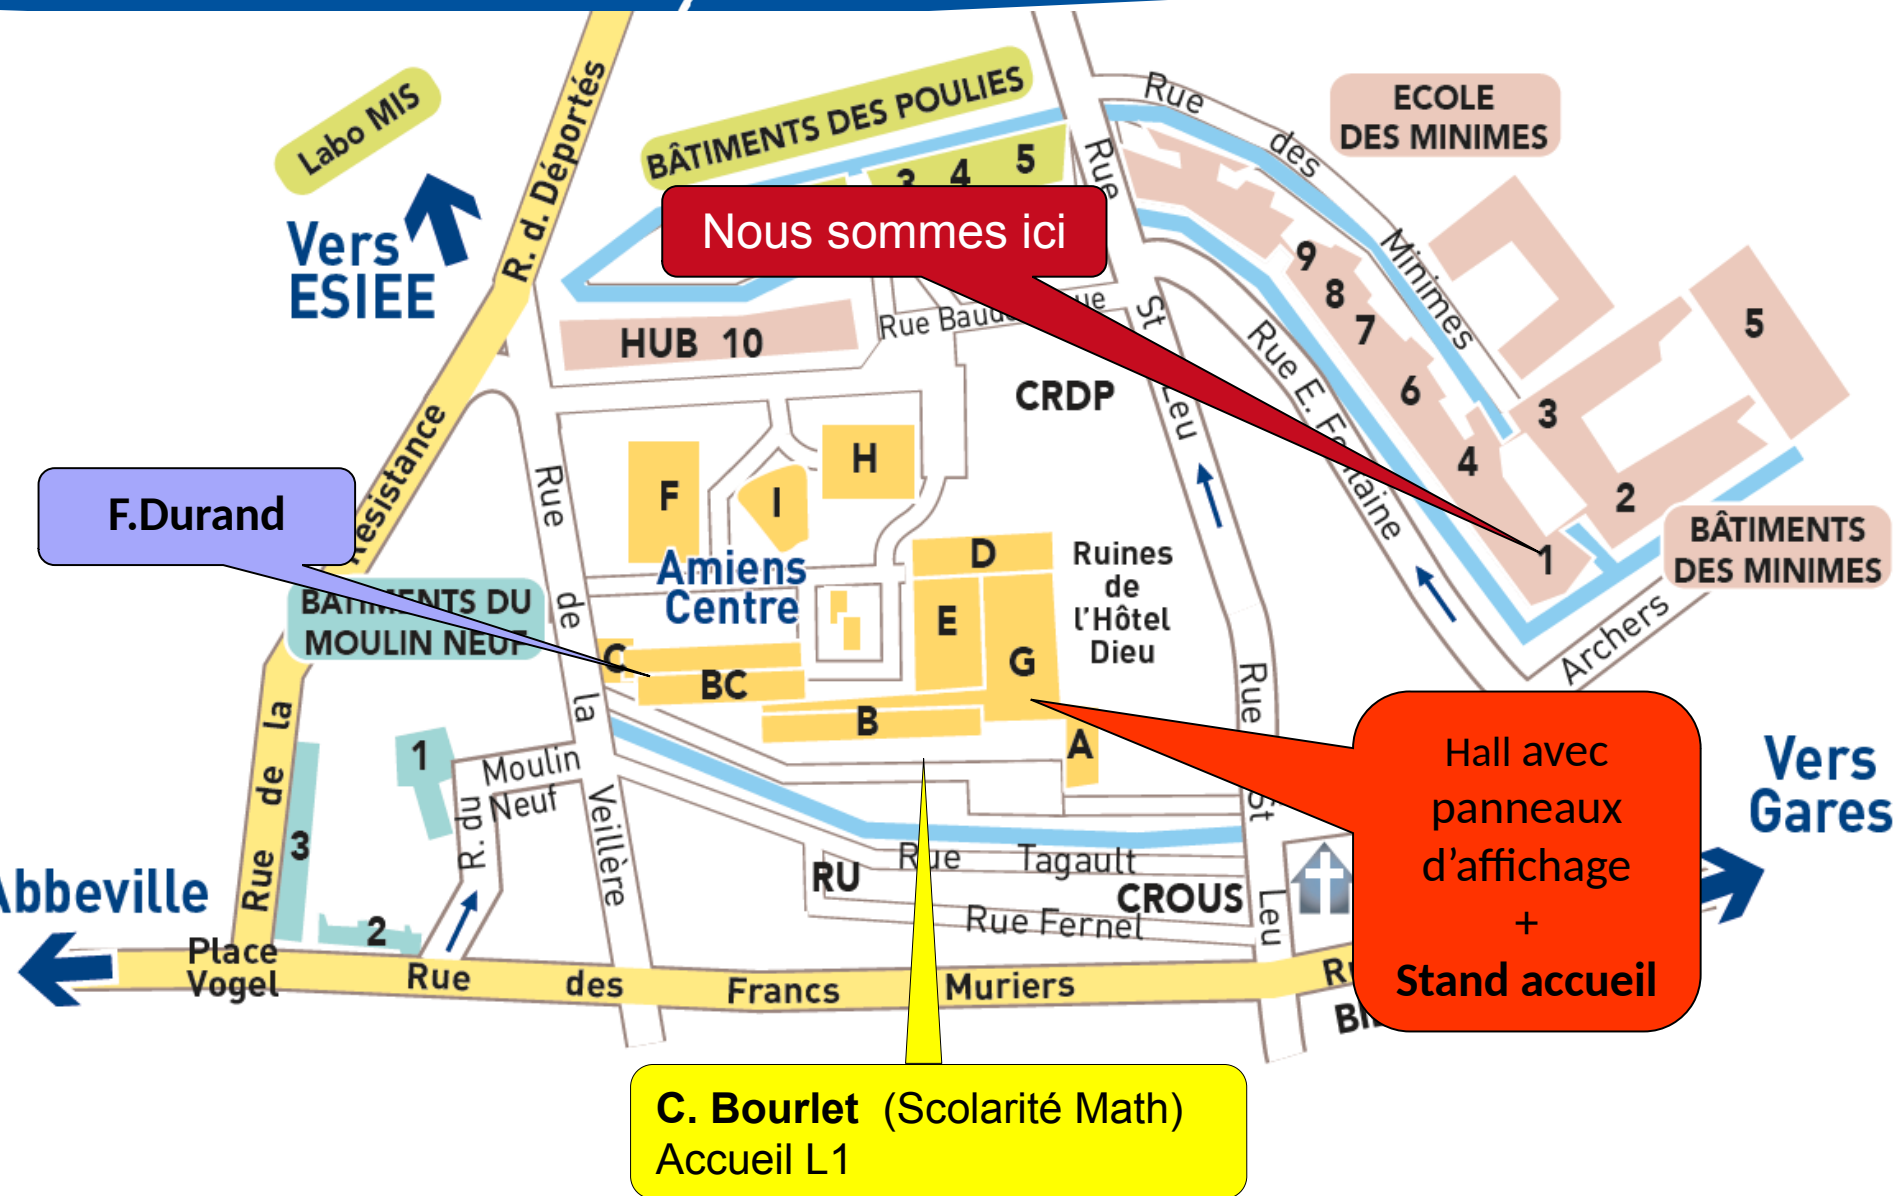 Labo MIS
BÂTIMENTS DES POULIES
3 4 5
Rue des Minimes
ECOLE
DES MINIMES
R. d. Déportés
Vers
ESIEE
Nous sommes ici
Rue
St
Leu
9
8
7
6
4
1
3
2
5
HUB 10
CRDP
Rue E.
BÂTIMENTS
DES MINIMES
Archers
F.Durand
Rue de la
F
I
H
Amiens
Centre
D
E
G
Ruines
de
l'Hôtel
Dieu
BÂTIMENTS DU
MOULIN NEUF
C
BC
B
A
Rue de la Veillère
1
Moulin
Neuf
R. du
3
2
Rue
St
Leu
Hall avec
panneaux
d'affichage
+
Stand accueil
Vers
Gares
RU
Rue Tagault
CROUS
Rue Fernel
Abbeville
Place
Vogel
Rue des Francs Muriers
C. Bourlet (Scolarité Math)
Accueil L1